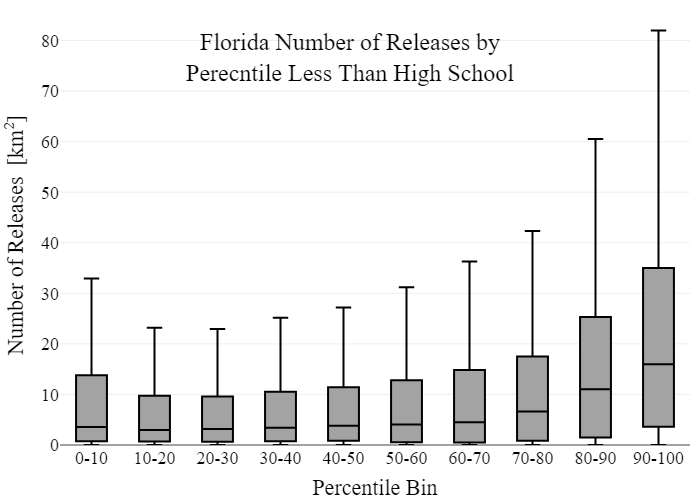 Florida Number of Releases by
Perecntile Less Than High School
Number of Releases [km²]
80
70
60
50
40
30
20
10
0
0-10 10-20 20-30 30-40 40-50 50-60 60-70 70-80 80-90 90-100
Percentile Bin